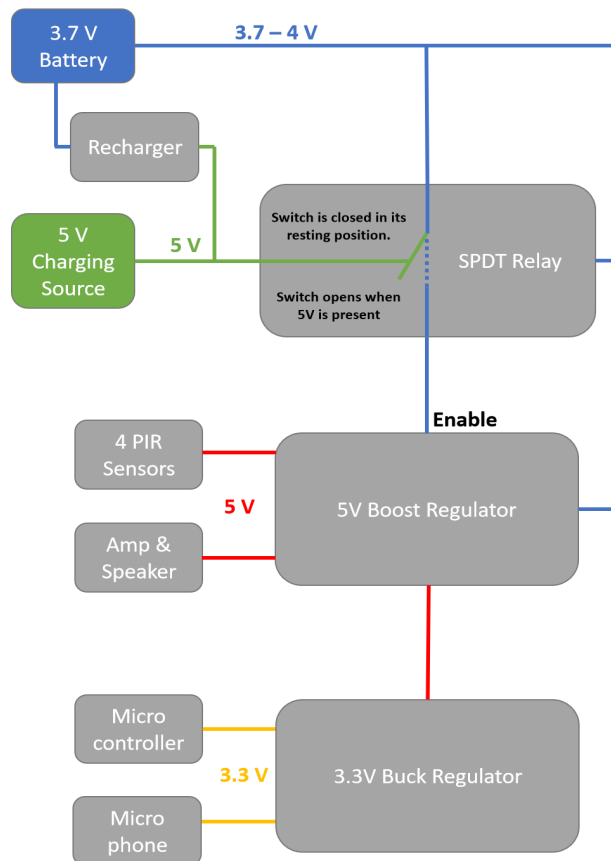 3.7 V
Battery
3.7 – 4 V
Recharger
5 V
Charging
Source
5 V
Switch is closed in its
resting position.
SPDT Relay
Switch opens when
5V is present
Enable
4 PIR
Sensors
5 V
5V Boost Regulator
Amp &
Speaker
Micro
controller
3.3 V
3.3V Buck Regulator
Micro
phone